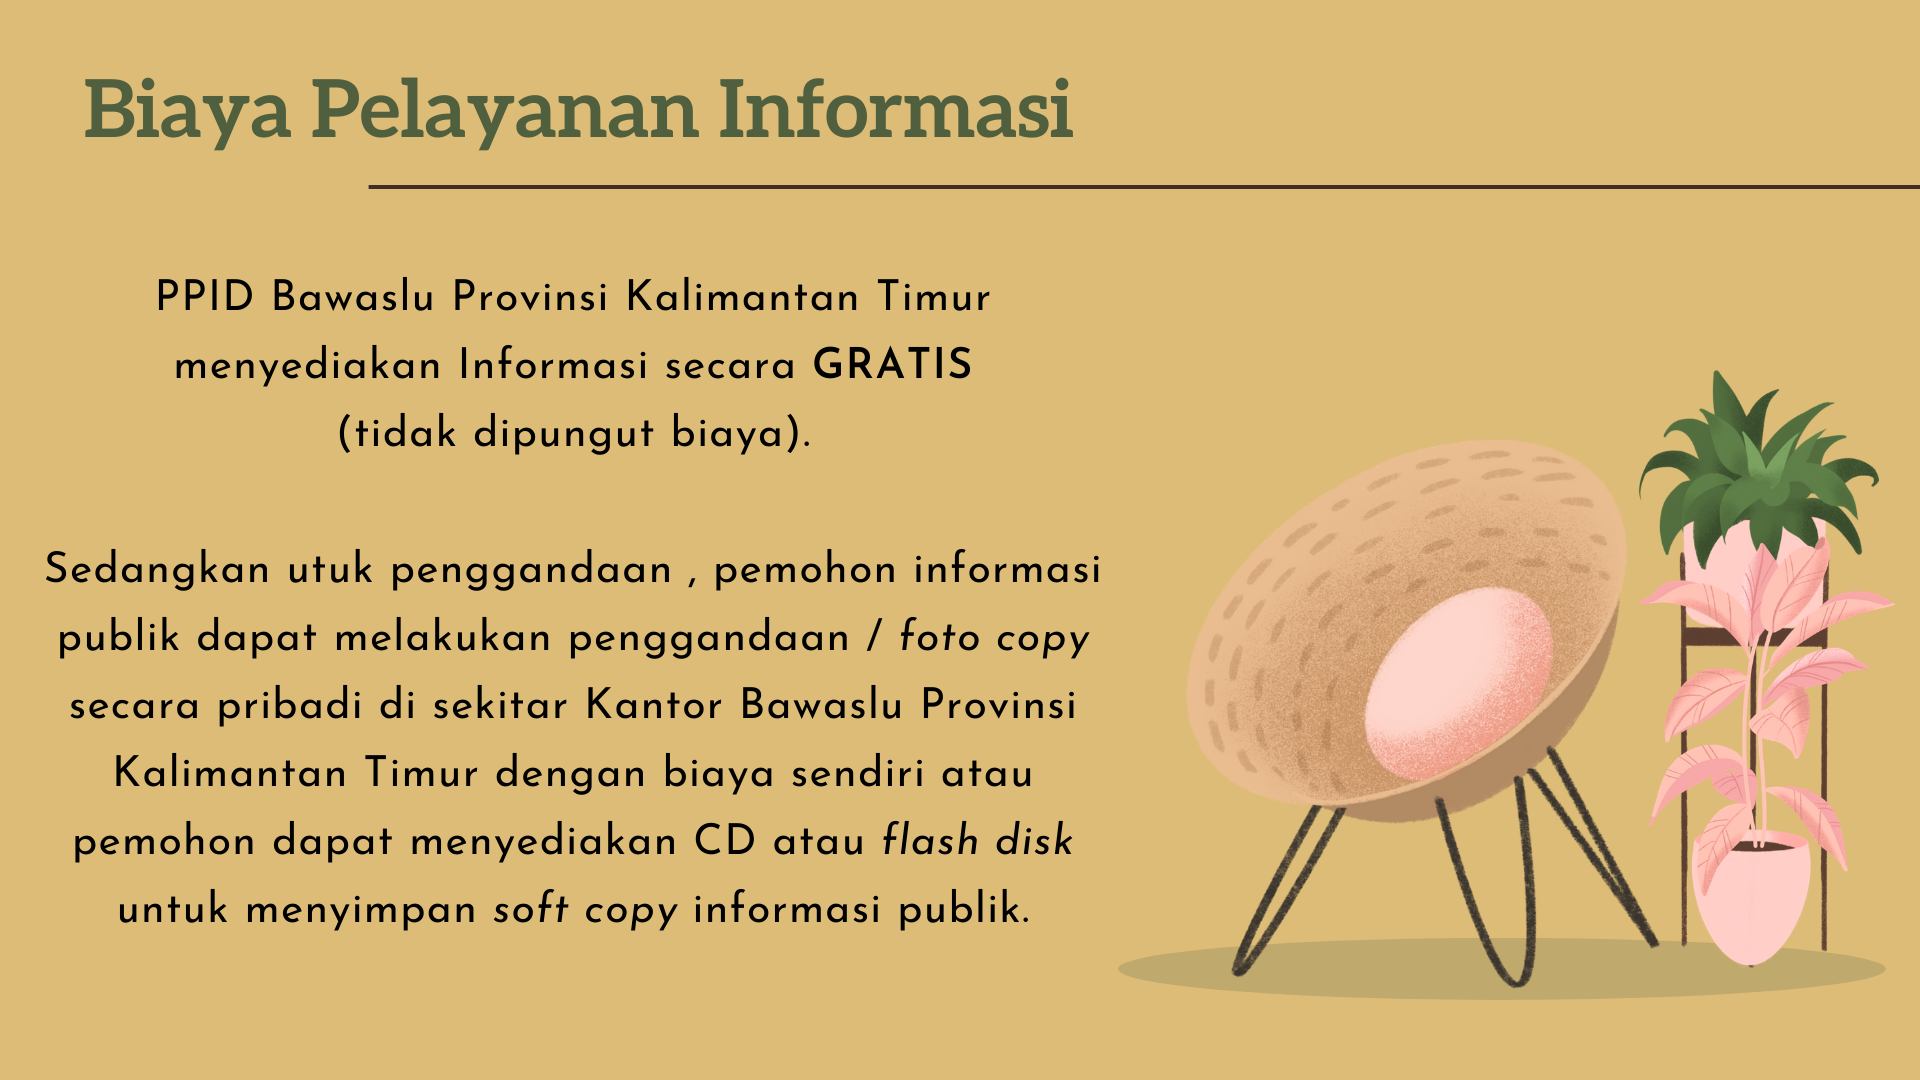 Biaya Pelayanan Informasi
PPID Bawaslu Provinsi Kalimantan Timur
menyediakan Informasi secara GRATIS
(tidak dipungut biaya).
Sedangkan utuk penggandaan , pemohon informasi
publik dapat melakukan penggandaan / foto copy
secara pribadi di sekitar Kantor Bawaslu Provinsi
Kalimantan Timur dengan biaya sendiri atau
pemohon dapat menyediakan CD atau flash disk
untuk menyimpan soft copy informasi publik.